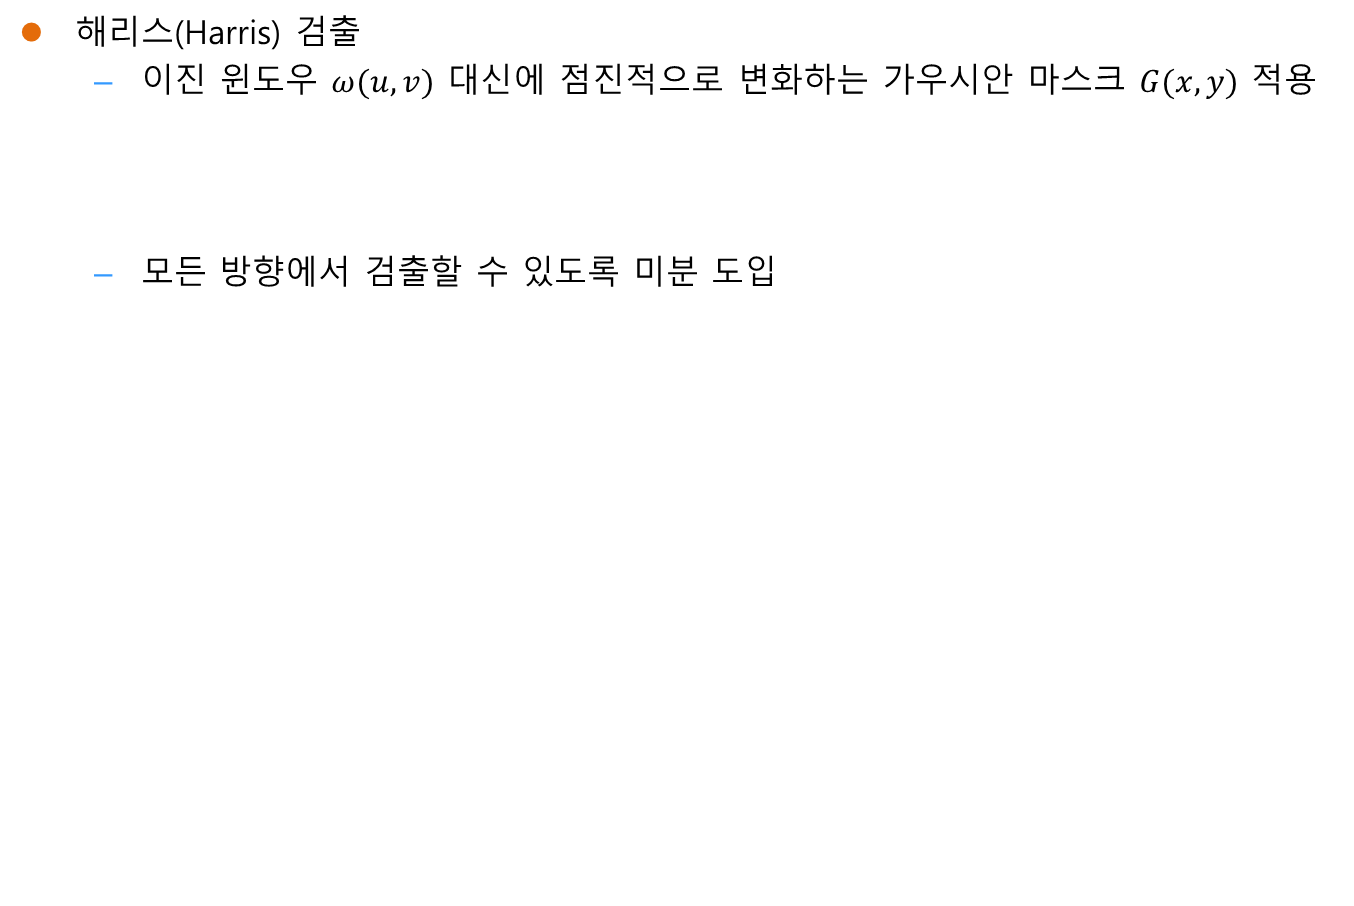 ● 해리스(Harris) 검출
– 이진 윈도우 ω(u, v) 대신에 점진적으로 변화하는 가우시안 마스크 G(x, y) 적용
– 모든 방향에서 검출할 수 있도록 미분 도입